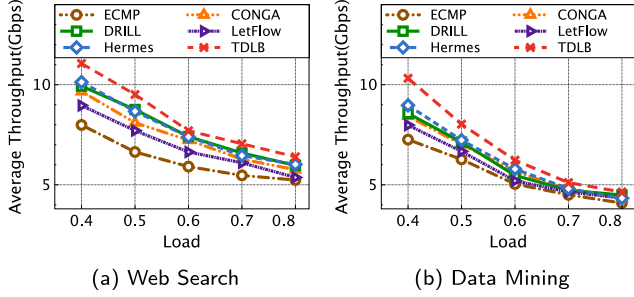 ECMP CONGA
DRILL LetFlow
Hermes TDLB
Average Throughput(Gbps)
10
5
0.4 0.5 0.6 0.7 0.8
Load
(a) Web Search
ECMP CONGA
DRILL LetFlow
Hermes TDLB
Average Throughput(Gbps)
10
5
0.4 0.5 0.6 0.7 0.8
Load
(b) Data Mining